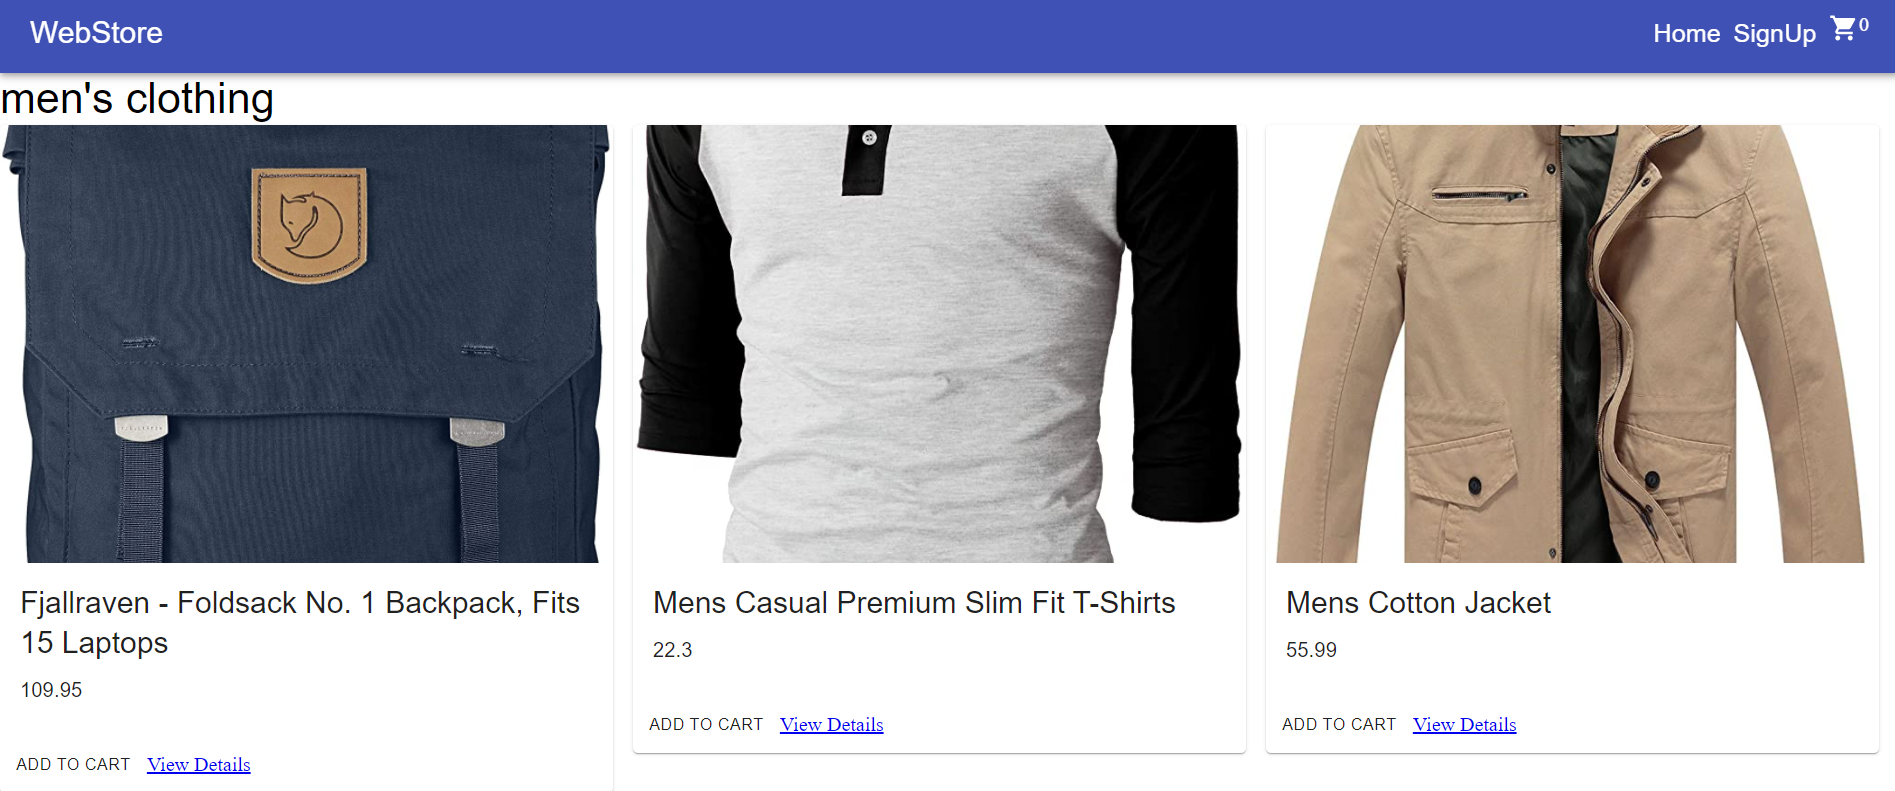 WebStore
Home SignUp 0
men's clothing
Fjallraven - Foldsack No. 1 Backpack, Fits
15 Laptops
109.95
ADD TO CART View Details
Mens Casual Premium Slim Fit T-Shirts
22.3
ADD TO CART View Details
Mens Cotton Jacket
55.99
ADD TO CART View Details